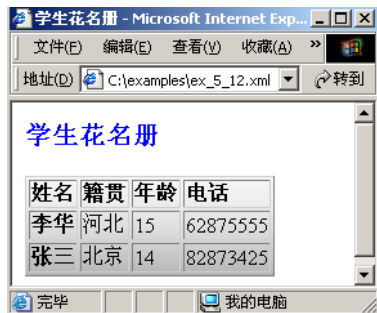 学生花名册 - Microsoft Internet Exp...
文件(F) 编辑(E) 查看(V) 收藏(A) »
地址(D) C:\examples\ex_5_12.xml 转到
学生花名册
姓名 籍贯 年龄 电话
李华 河北 15 62875555
张三 北京 14 82873425
完毕 我的电脑